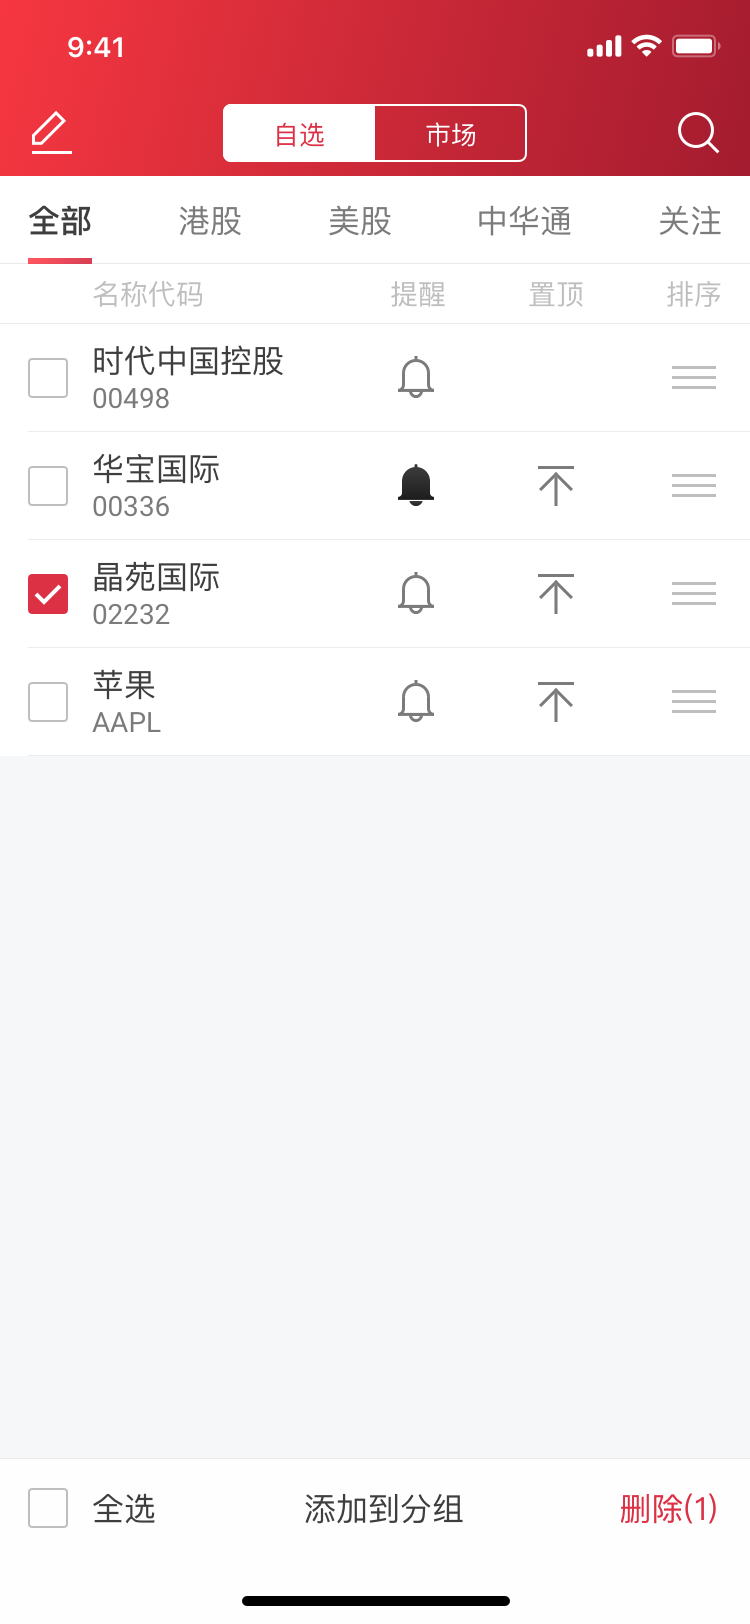 9:41
自选 市场
全部 港股 美股 中华通 关注
名称代码 提醒 置顶 排序
时代中国控股
00498
华宝国际
00336
晶苑国际
02232
苹果
AAPL
全选 添加到分组 删除(1)